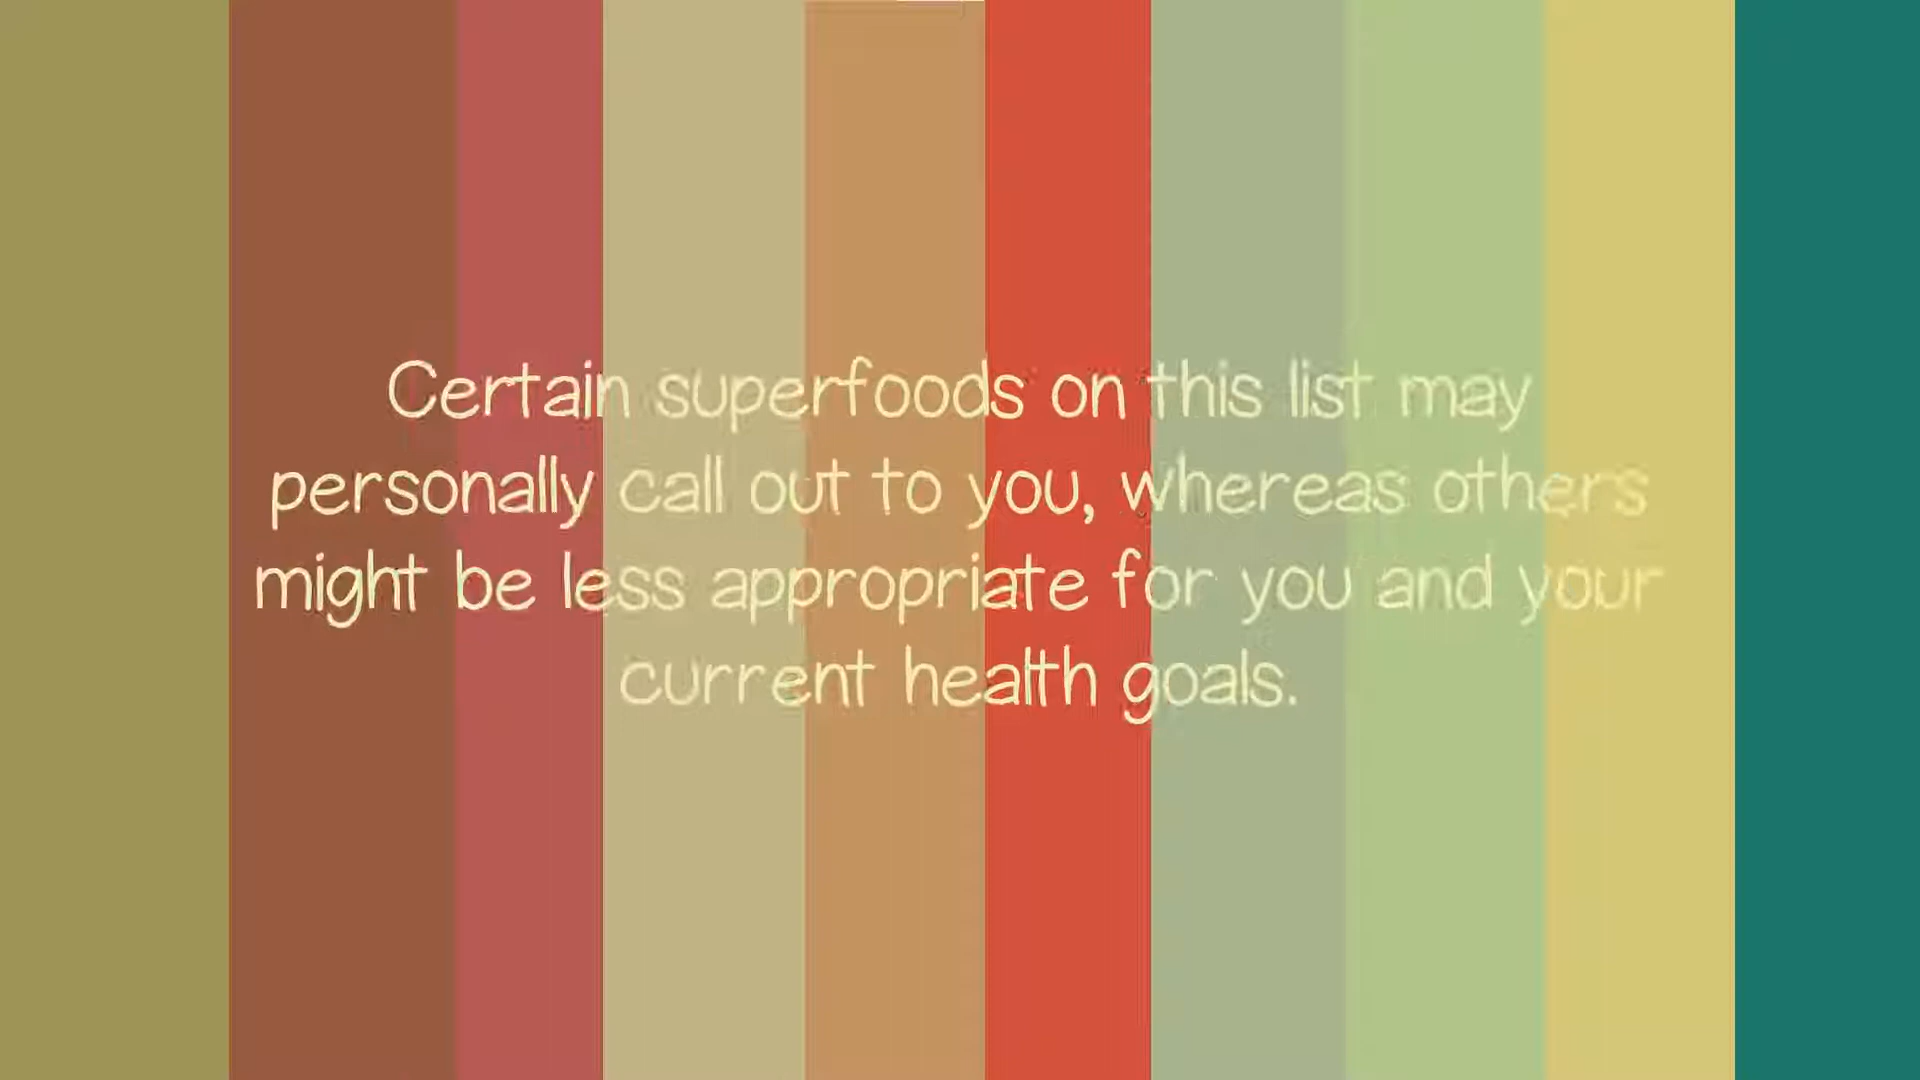 Certain superfoods on this list may
personally call out to you, whereas others
might be less appropriate for you and your
current health goals.